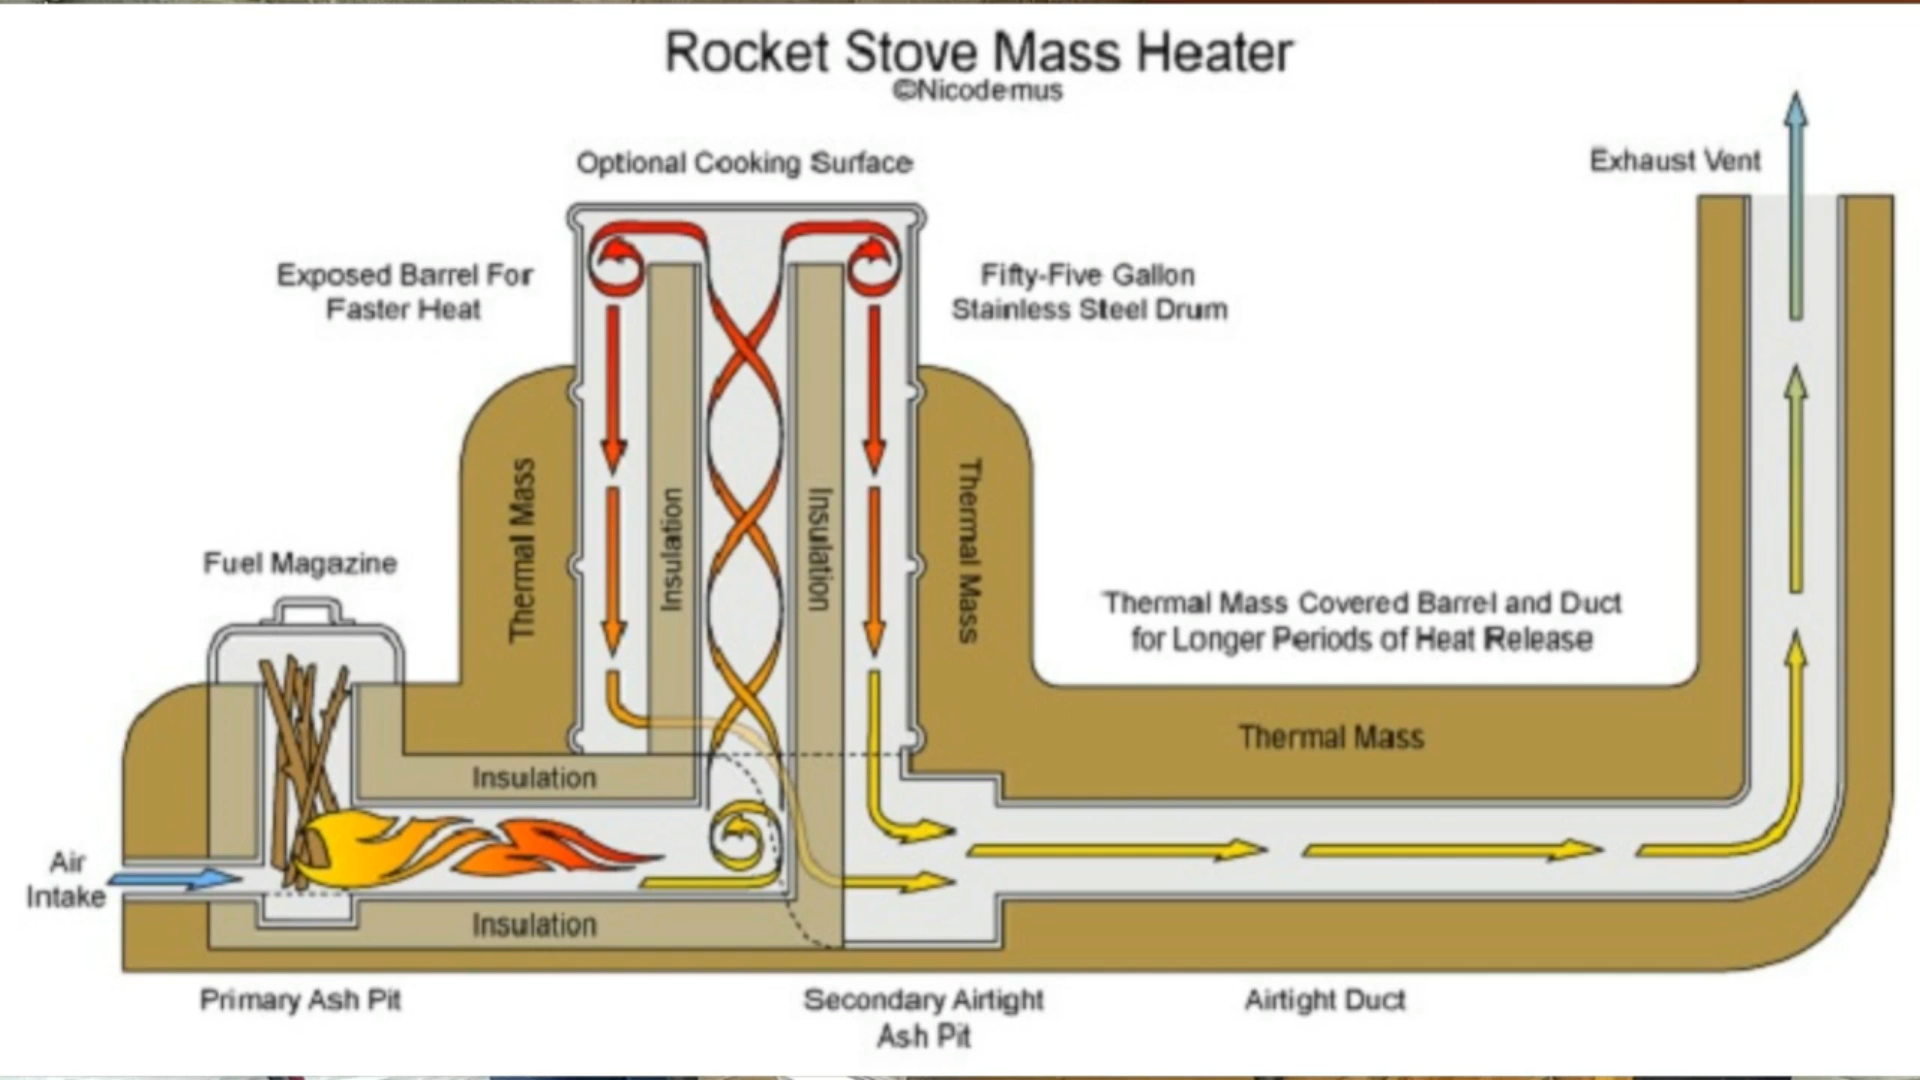 Rocket Stove Mass Heater
©Nicodemus
Optional Cooking Surface
Exhaust Vent
Exposed Barrel For
Faster Heat
Fifty-Five Gallon
Stainless Steel Drum
Thermal Mass
Insulation
Insulation
Thermal Mass
Fuel Magazine
Thermal Mass Covered Barrel and Duct
for Longer Periods of Heat Release
Thermal Mass
Insulation
Air
Intake
Insulation
Primary Ash Pit
Secondary Airtight
Ash Pit
Airtight Duct